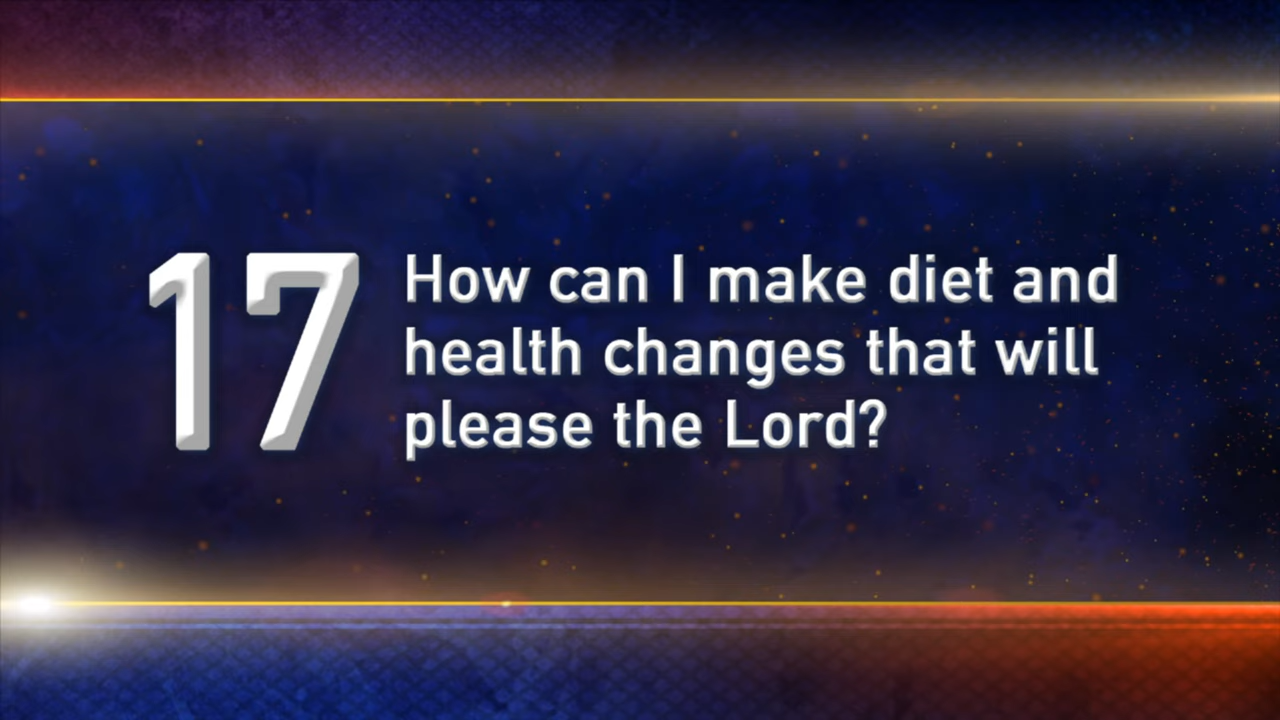 17
How can I make diet and
health changes that will
please the Lord?